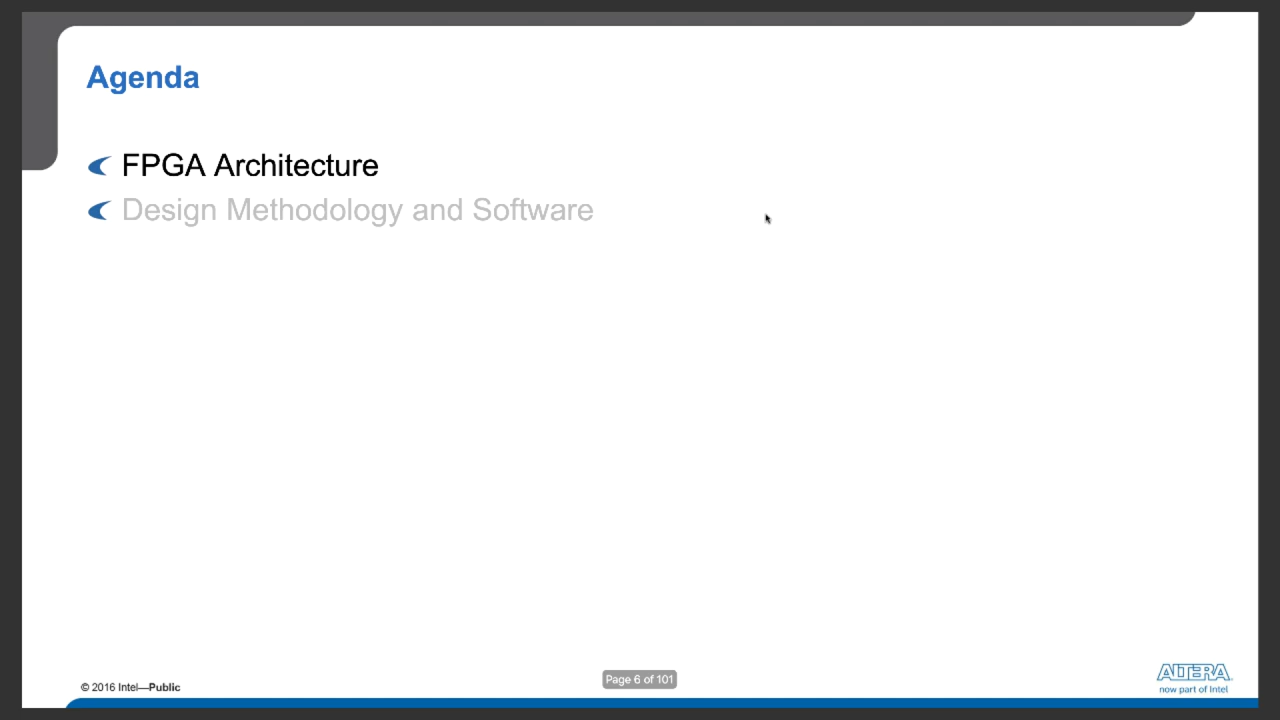 Agenda
FPGA Architecture
Design Methodology and Software
© 2016 Intel—Public
Page 6 of 101
ALTERA
now part of Intel